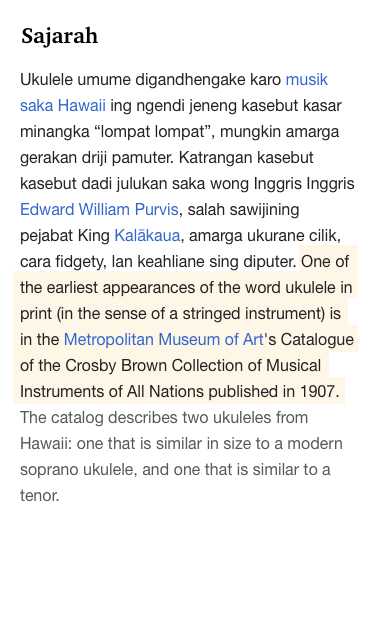 Sajarah
Ukulele umume digandhengake karo musik
saka Hawaii ing ngendi jeneng kasebut kasar
minangka “lompat lompat”, mungkin amarga
gerakan driji pamuter. Katrangan kasebut
kasebut dadi julukan saka wong Inggris Inggris
Edward William Purvis, salah sawijining
pejabat King Kalākaua, amarga ukurane cilik,
cara fidgety, lan keahliane sing diputer. One of
the earliest appearances of the word ukulele in
print (in the sense of a stringed instrument) is
in the Metropolitan Museum of Art's Catalogue
of the Crosby Brown Collection of Musical
Instruments of All Nations published in 1907.
The catalog describes two ukuleles from
Hawaii: one that is similar in size to a modern
soprano ukulele, and one that is similar to a
tenor.